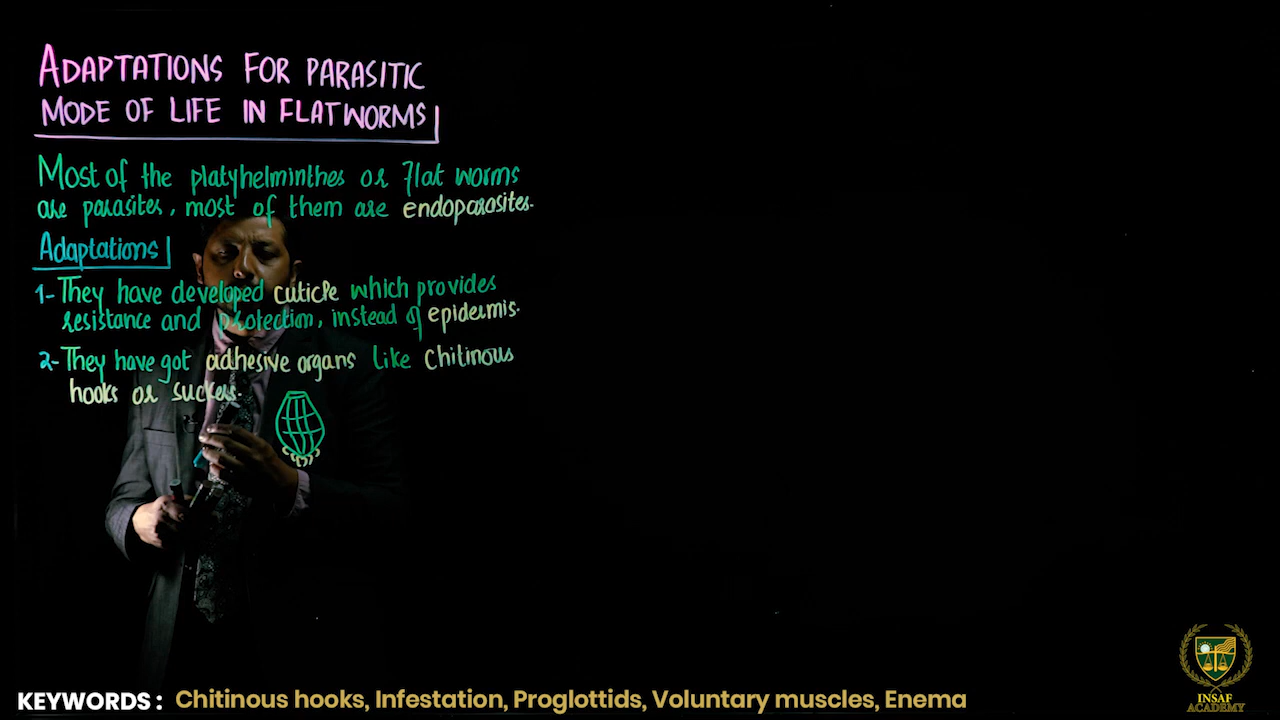 ADAPTATIONS FOR PARASITIC
MODE OF LIFE IN FLATWORMS
Most of the platyhelminthes or flat worms
are parasites, most of them are endoparasites.
Adaptations
1- They have developed cuticle which provides
resistance and protection, instead of epidermis.
2- They have got adhesive organs like chitinous
hooks or suckers.
KEYWORDS : Chitinous hooks, Infestation, Proglottids, Voluntary muscles, Enema
INSAF
ACADEMY